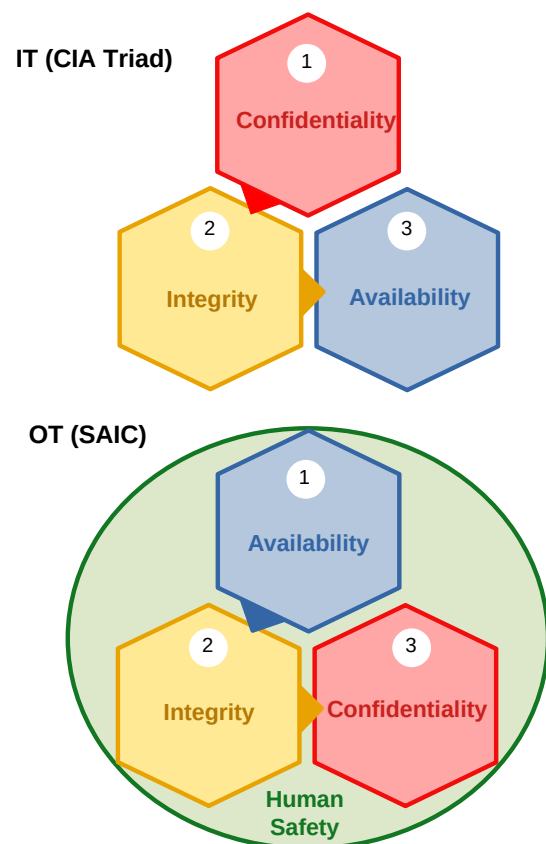 IT (CIA Triad)
1
Confidentiality
2
Integrity
3
Availability
OT (SAIC)
1
Availability
2
Integrity
3
Confidentiality
Human
Safety